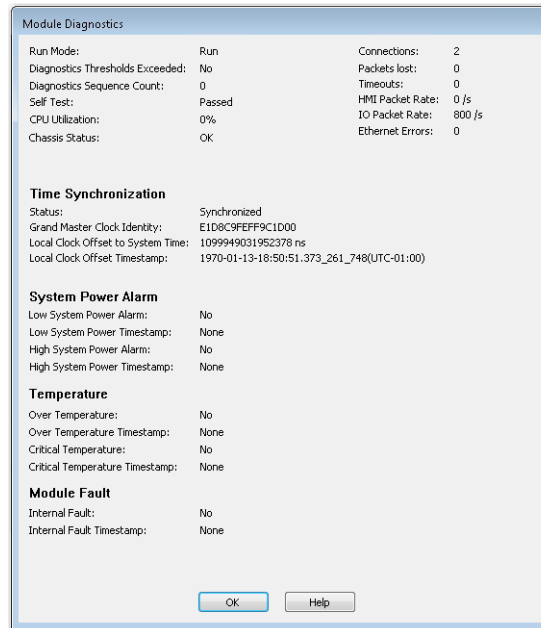 Module Diagnostics
Run Mode: Run
Diagnostics Thresholds Exceeded: No
Diagnostics Sequence Count: 0
Self Test: Passed
CPU Utilization: 0%
Chassis Status: OK
Connections: 2
Packets lost: 0
Timeouts: 0
HMI Packet Rate: 0 /s
IO Packet Rate: 800 /s
Ethernet Errors: 0
Time Synchronization
Status: Synchronized
Grand Master Clock Identity: E1D8C9FEFF9C1D00
Local Clock Offset to System Time: 1099949031952378 ns
Local Clock Offset Timestamp: 1970-01-13-18:50:51.373_261_748(UTC-01:00)
System Power Alarm
Low System Power Alarm: No
Low System Power Timestamp: None
High System Power Alarm: No
High System Power Timestamp: None
Temperature
Over Temperature: No
Over Temperature Timestamp: None
Critical Temperature: No
Critical Temperature Timestamp: None
Module Fault
Internal Fault: No
Internal Fault Timestamp: None
OK Help